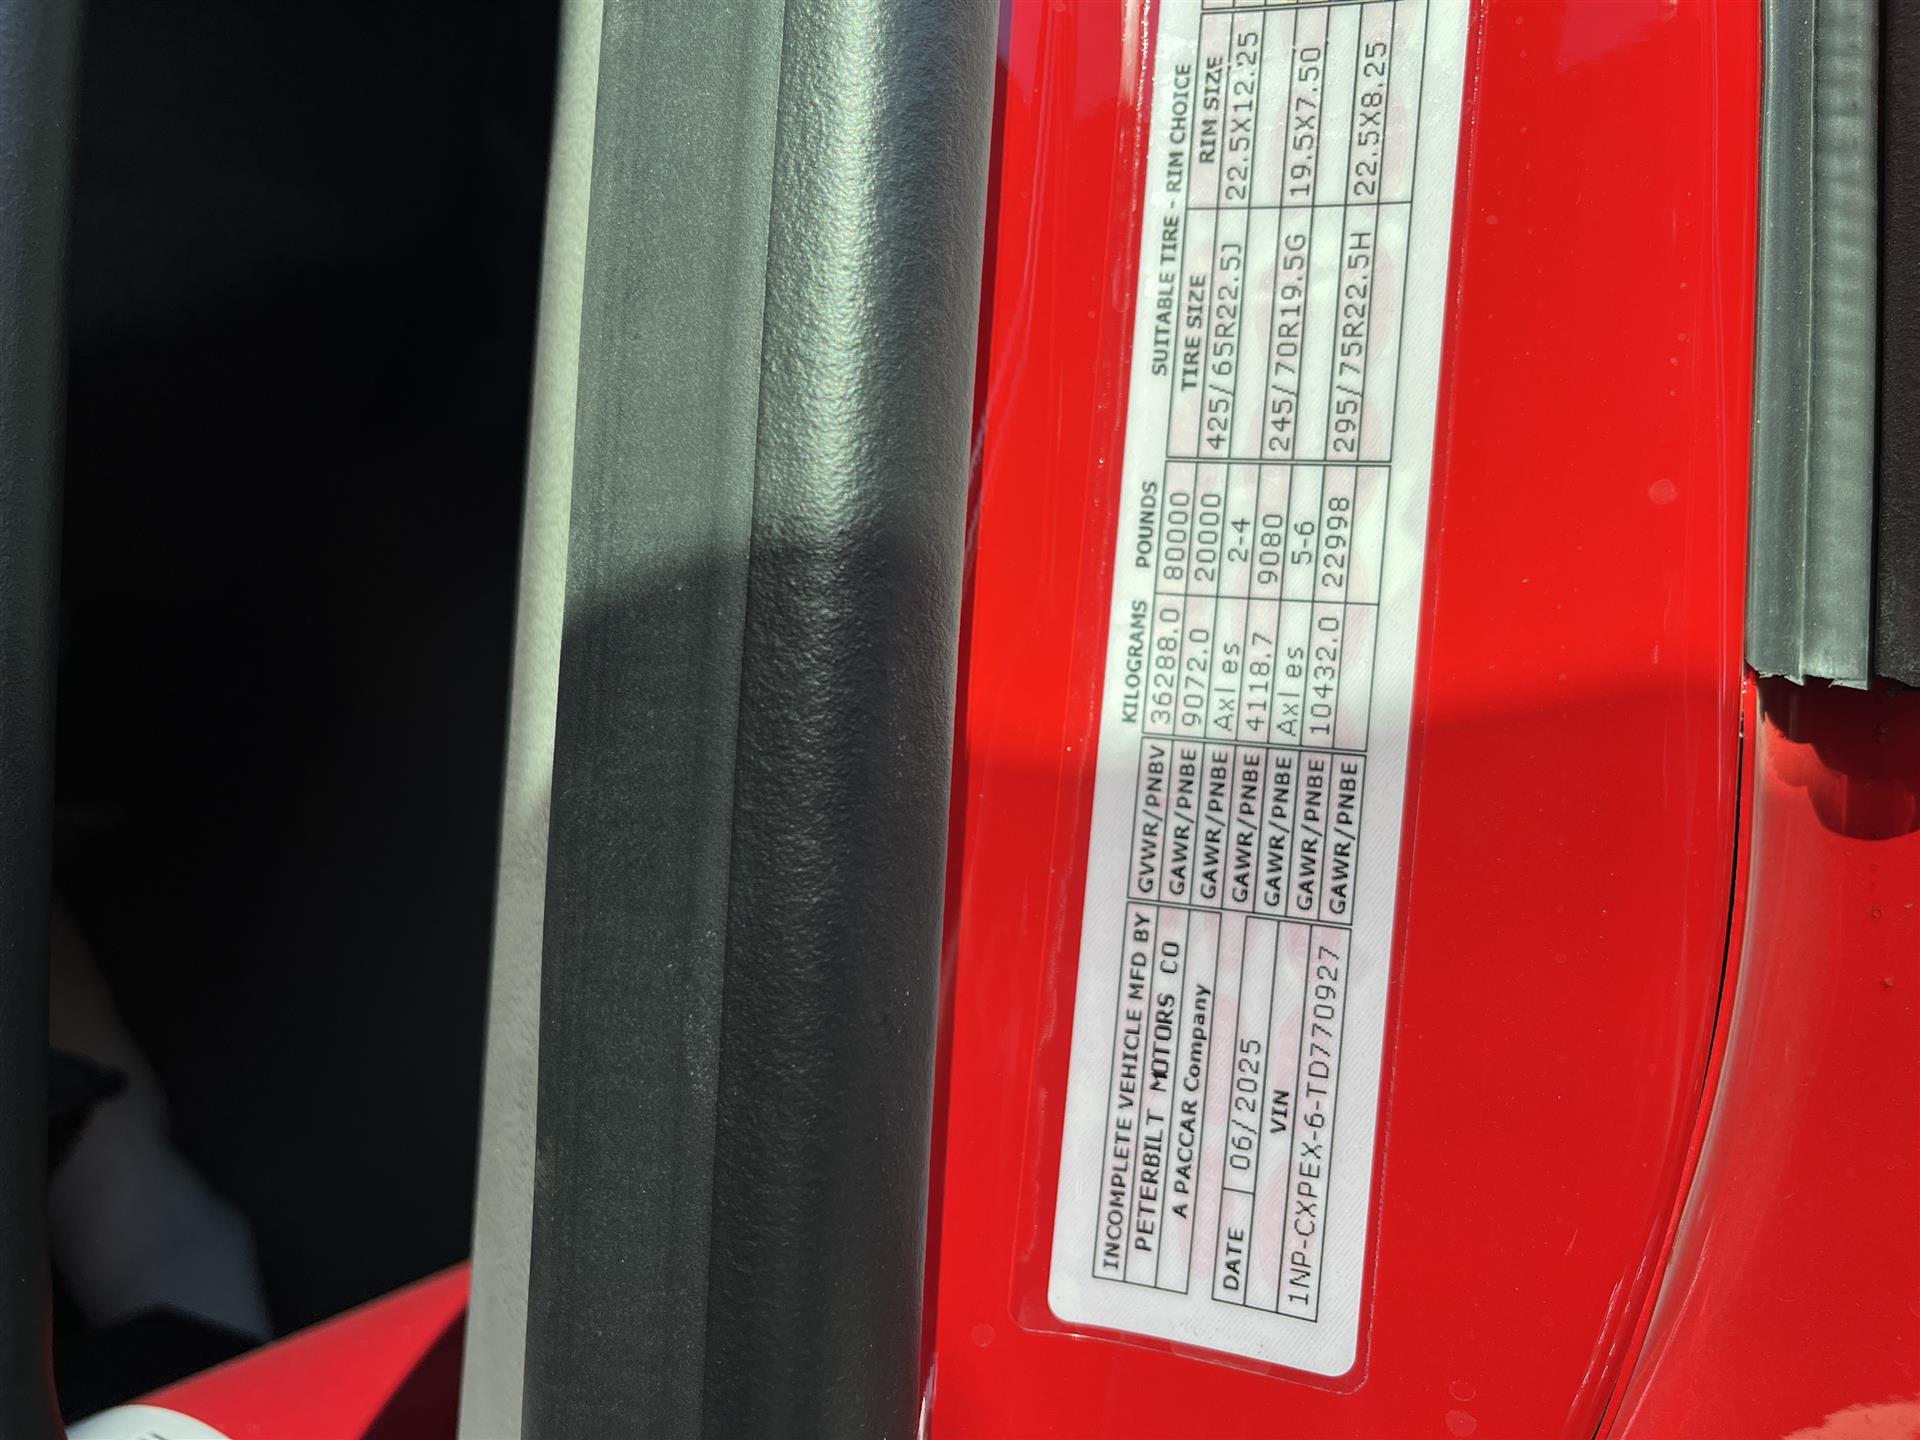 INCOMPLETE VEHICLE MFD BY
PETERBILT MOTORS CO
A PACCAR Company
DATE 06/2025
VIN
1NP-CXPEX-6-TD770927
KILOGRAMS POUNDS
GVWR/PNBV 36288.0 80000
GAWR/PNBE 9072.0 20000
GAWR/PNBE Axles 2-4
GAWR/PNBE 4118.7 9080
GAWR/PNBE Axles 5-6
GAWR/PNBE 10432.0 22998
GAWR/PNBE
SUITABLE TIRE - RIM CHOICE
TIRE SIZE RIM SIZE
425/65R22.5J 22.5X12.25
245/70R19.5G 19.5X7.50
295/75R22.5H 22.5X8.25